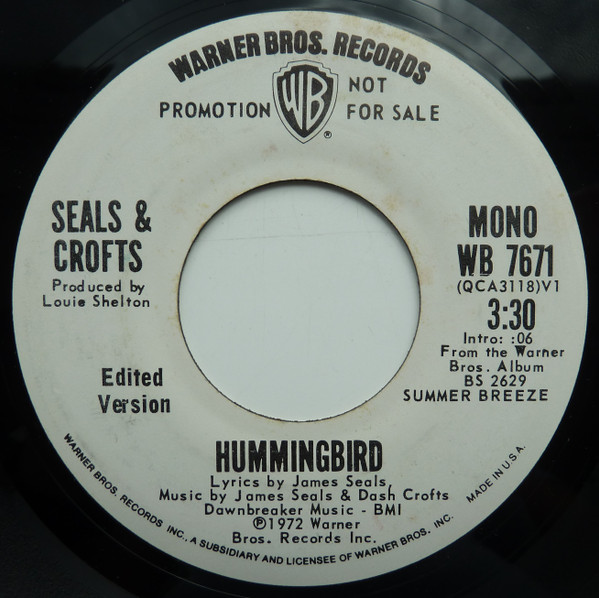 WARNER BROS. RECORDS
PROMOTION NOT FOR SALE
WB
®
SEALS &
CROFTS
Produced by
Louie Shelton
Edited
Version
MONO
WB 7671
(QCA3118)V1
3:30
Intro: :06
From the Warner
Bros. Album
BS 2629
SUMMER BREEZE
HUMMINGBIRD
Lyrics by James Seals,
Music by James Seals & Dash Crofts
Dawnbreaker Music - BMI
℗1972 Warner
Bros. Records Inc.
WARNER BROS. RECORDS INC., A SUBSIDIARY AND LICENSEE OF WARNER BROS. INC.
MADE IN U.S.A.